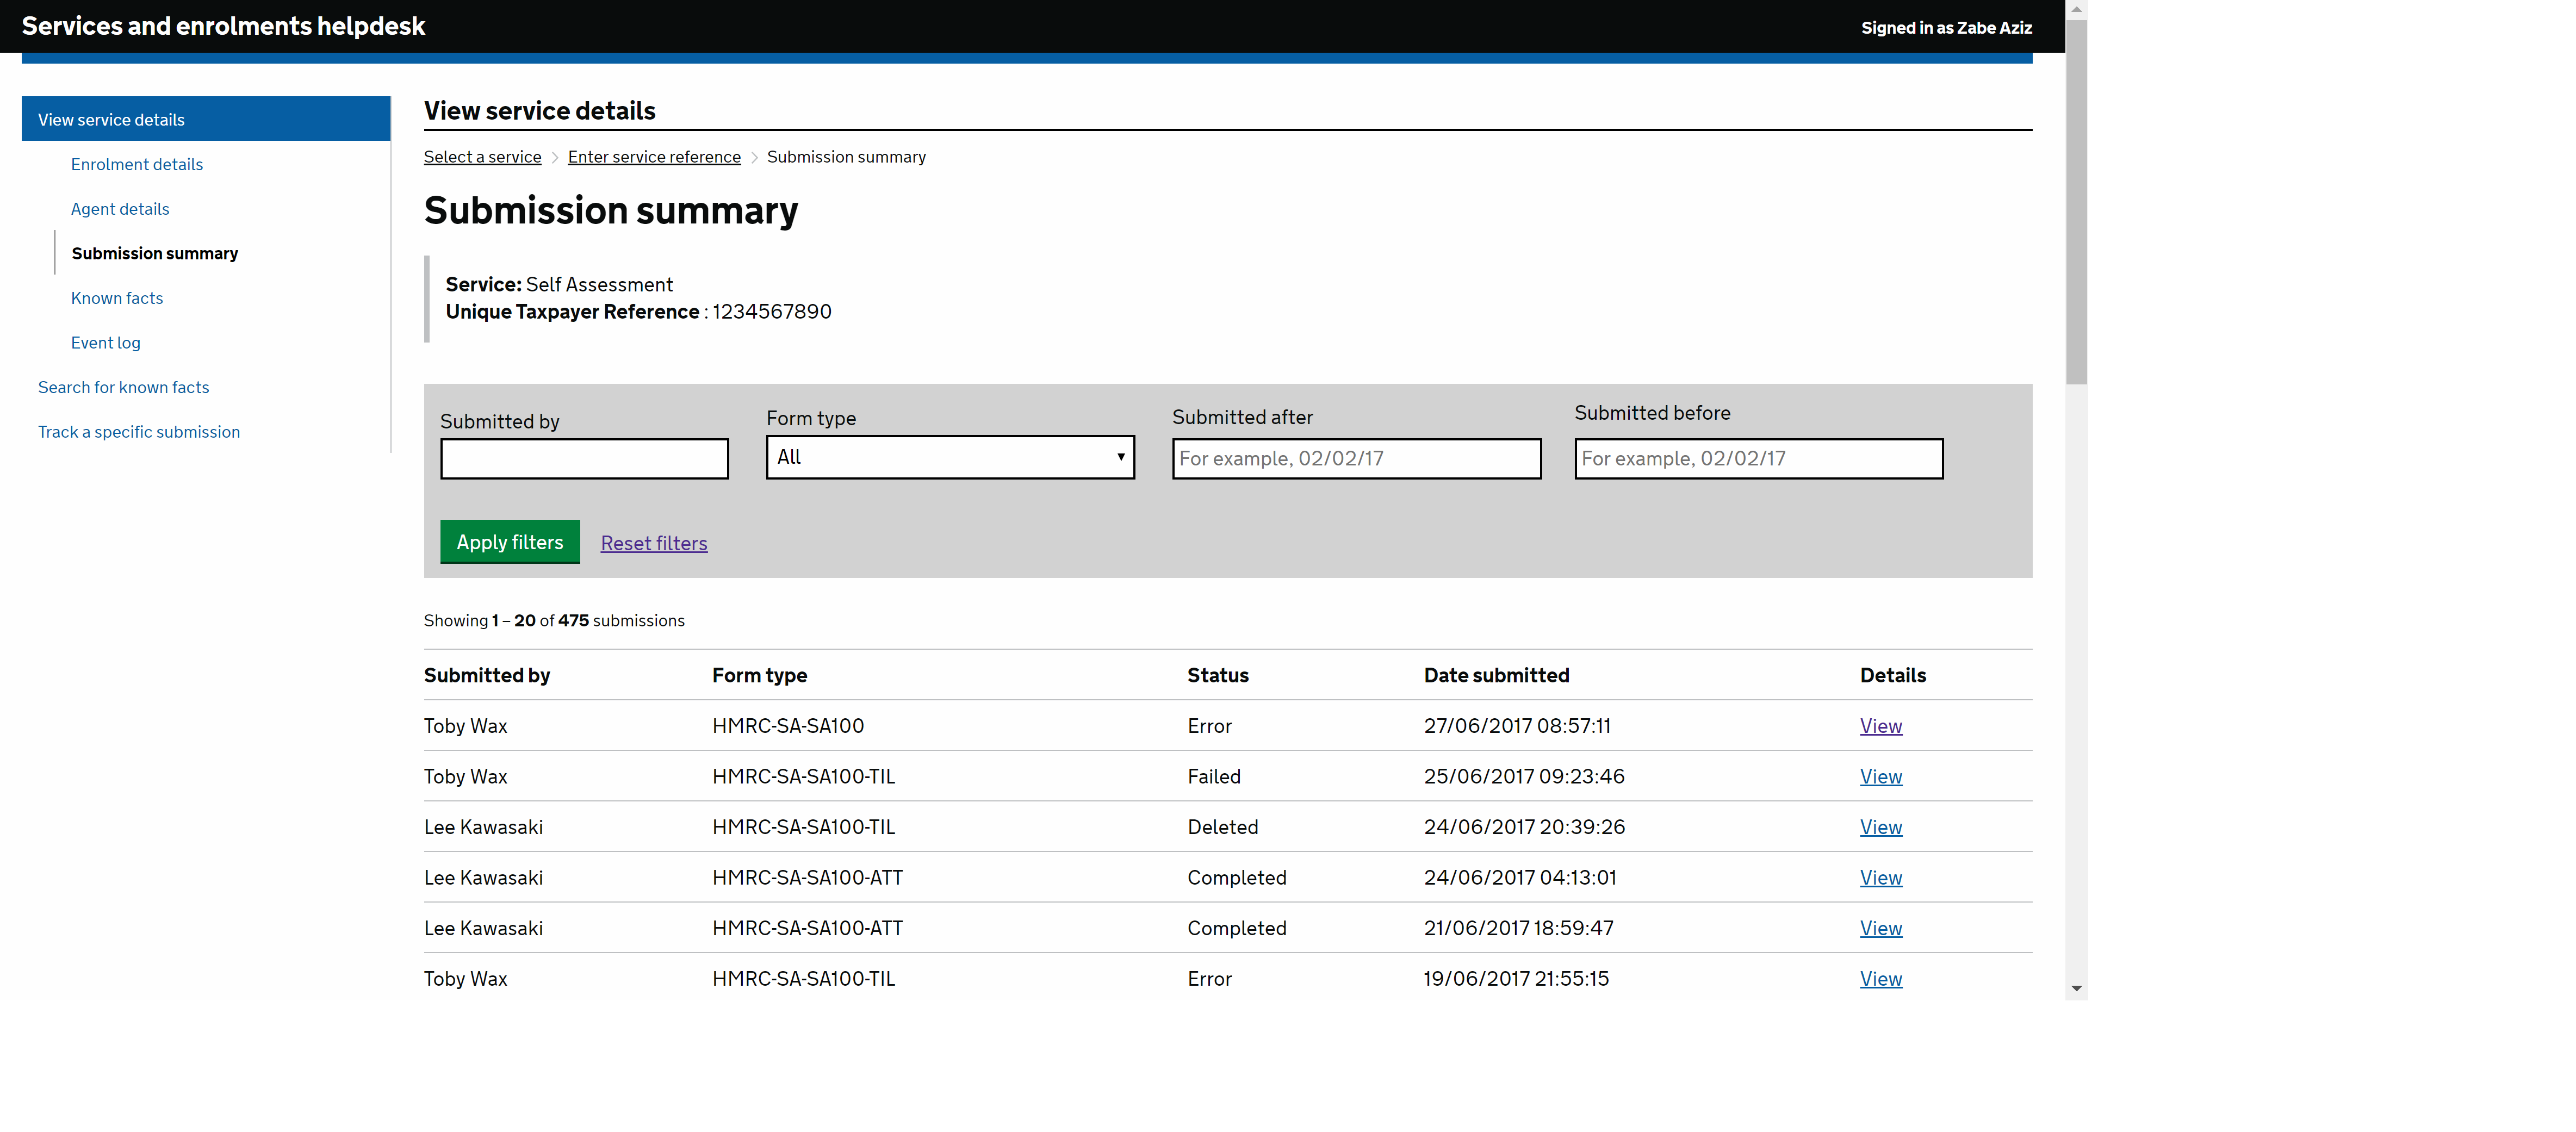 Services and enrolments helpdesk
Signed in as Zabe Aziz
View service details
Enrolment details
Agent details
Submission summary
Known facts
Event log
Search for known facts
Track a specific submission
View service details
Select a service > Enter service reference > Submission summary
Submission summary
Service: Self Assessment
Unique Taxpayer Reference : 1234567890
Submitted by Form type Submitted after Submitted before
All For example, 02/02/17 For example, 02/02/17
Apply filters Reset filters
Showing 1 – 20 of 475 submissions
Submitted by Form type Status Date submitted Details
Toby Wax HMRC-SA-SA100 Error 27/06/2017 08:57:11 View
Toby Wax HMRC-SA-SA100-TIL Failed 25/06/2017 09:23:46 View
Lee Kawasaki HMRC-SA-SA100-TIL Deleted 24/06/2017 20:39:26 View
Lee Kawasaki HMRC-SA-SA100-ATT Completed 24/06/2017 04:13:01 View
Lee Kawasaki HMRC-SA-SA100-ATT Completed 21/06/2017 18:59:47 View
Toby Wax HMRC-SA-SA100-TIL Error 19/06/2017 21:55:15 View